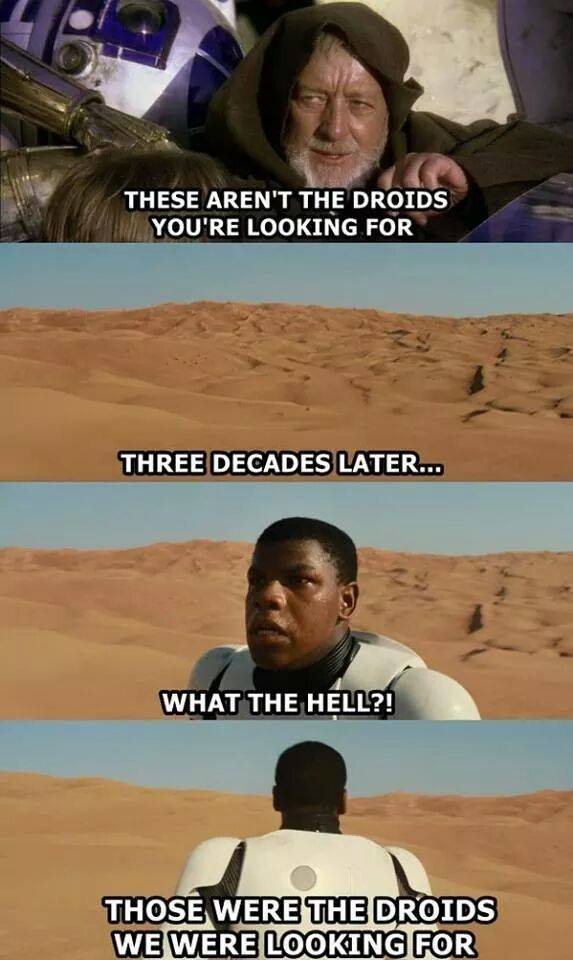 THESE AREN'T THE DROIDS
YOU'RE LOOKING FOR
THREE DECADES LATER...
WHAT THE HELL?!
THOSE WERE THE DROIDS
WE WERE LOOKING FOR